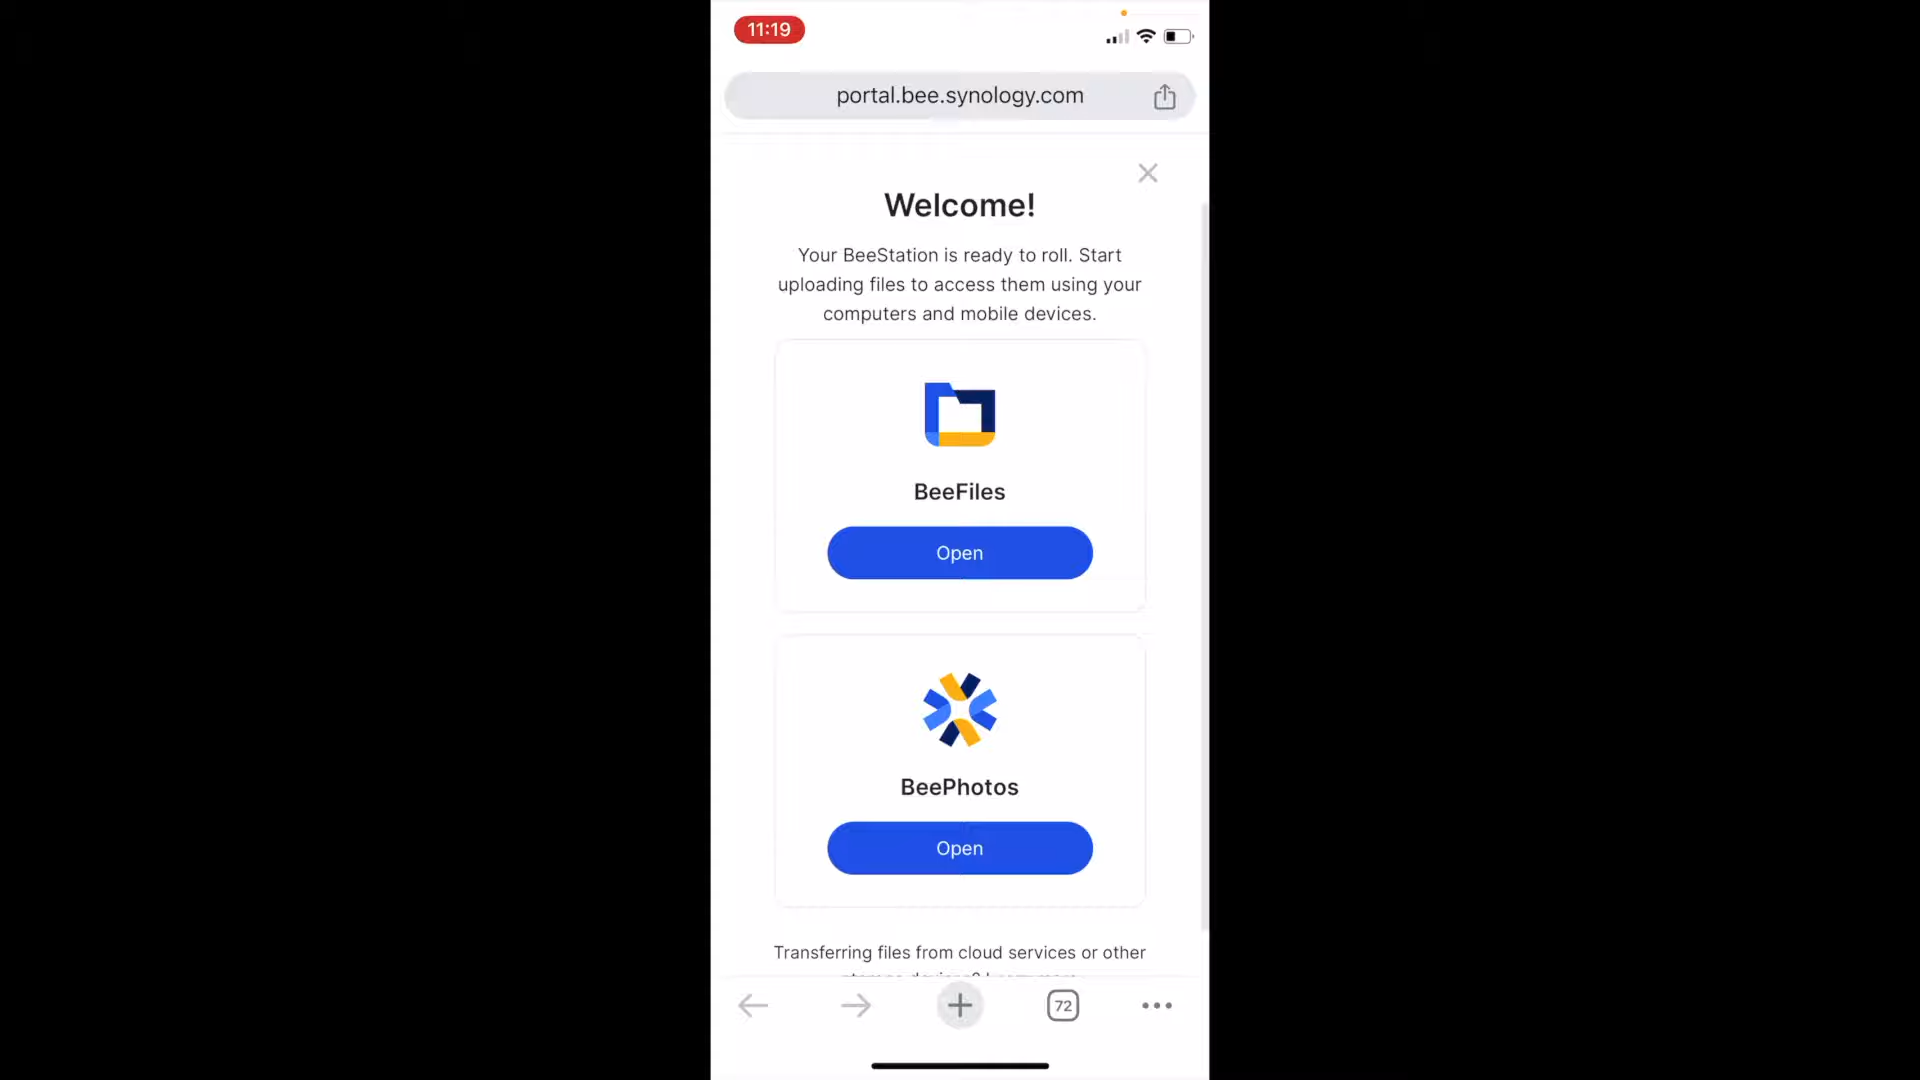 11:19
portal.bee.synology.com
Welcome!
Your BeeStation is ready to roll. Start
uploading files to access them using your
computers and mobile devices.
BeeFiles
Open
BeePhotos
Open
Transferring files from cloud services or other
72